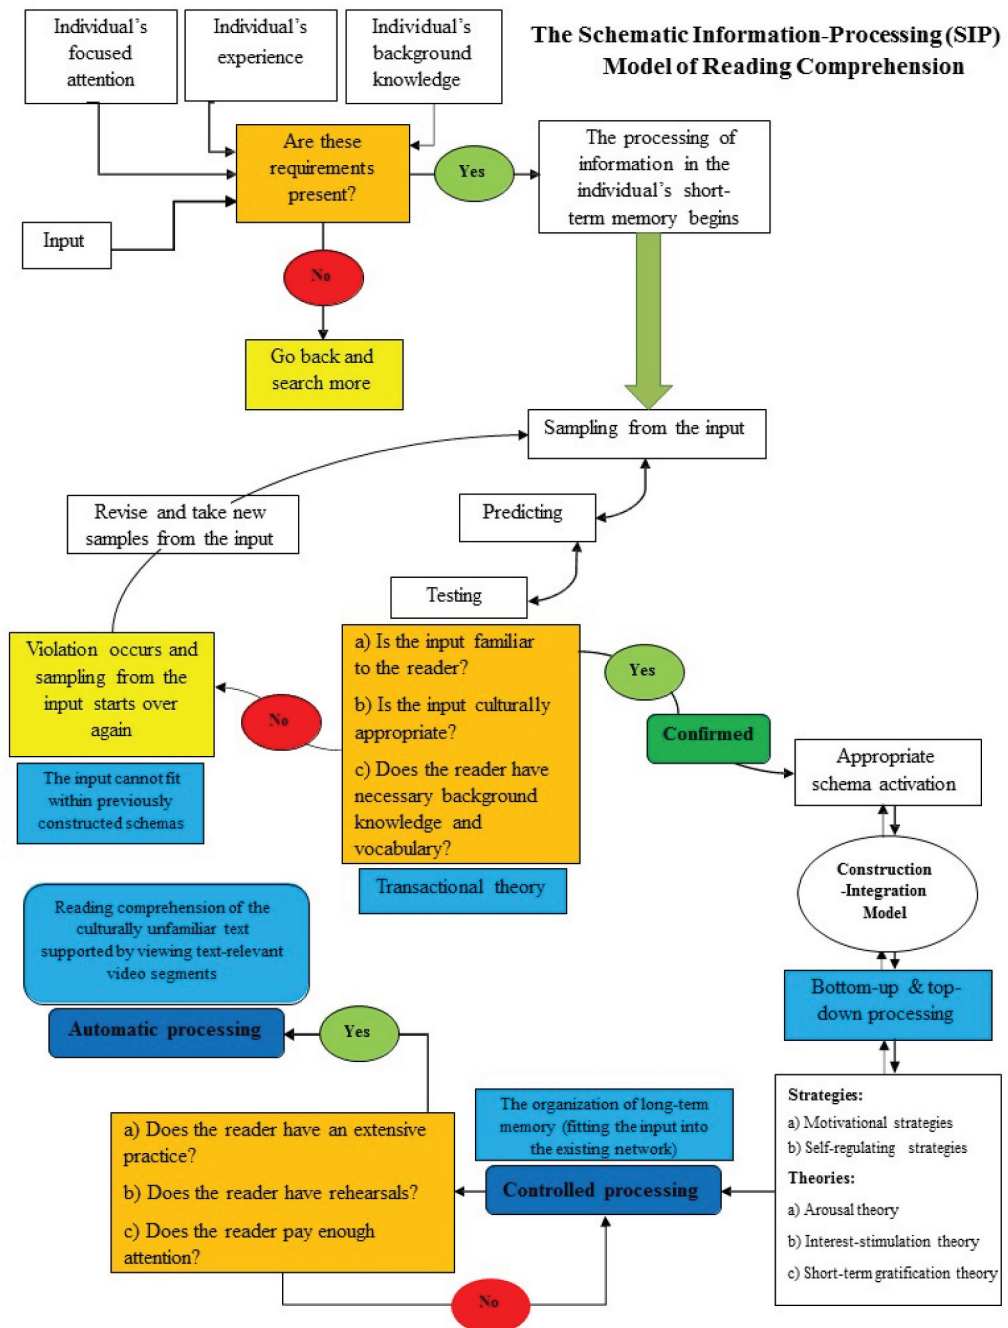 The Schematic Information-Processing (SIP)
Model of Reading Comprehension
Individual's
focused
attention
Individual's
experience
Individual's
background
knowledge
Are these
requirements
present?
Yes
The processing of
information in the
individual's short-
term memory begins
Input
No
Go back and
search more
Sampling from the input
Revise and take new
samples from the input
Predicting
Testing
Violation occurs and
sampling from the
input starts over
again
No
a) Is the input familiar
to the reader?
b) Is the input culturally
appropriate?
c) Does the reader have
necessary background
knowledge and
vocabulary?
Yes
Confirmed
Appropriate
schema activation
The input cannot fit
within previously
constructed schemas
Transactional theory
Construction
-Integration
Model
Reading comprehension of the
culturally unfamiliar text
supported by viewing text-relevant
video segments
Automatic processing
Yes
Bottom-up & top-
down processing
Strategies:
a) Motivational strategies
b) Self-regulating strategies
Theories:
a) Arousal theory
b) Interest-stimulation theory
c) Short-term gratification theory
The organization of long-term
memory (fitting the input into
the existing network)
Controlled processing
a) Does the reader have an extensive
practice?
b) Does the reader have rehearsals?
c) Does the reader pay enough
attention?
No